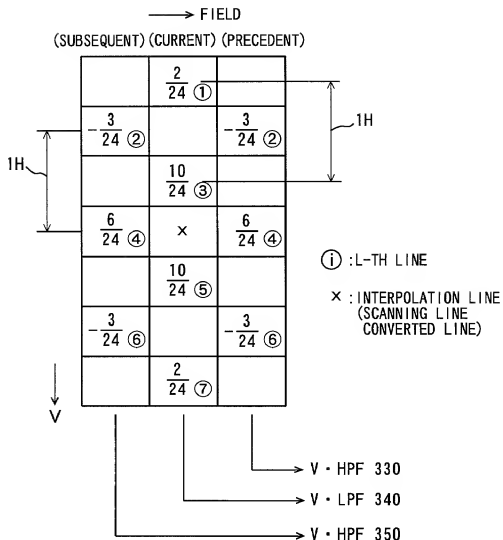 → FIELD
(SUBSEQUENT) (CURRENT) (PRECEDENT)
2/24 ①
1H
-3/24 ② -3/24 ②
1H
10/24 ③
6/24 ④ × 6/24 ④
ⓘ : L-TH LINE
10/24 ⑤
× : INTERPOLATION LINE
(SCANNING LINE
CONVERTED LINE)
-3/24 ⑥ -3/24 ⑥
2/24 ⑦
V
V · HPF 330
V · LPF 340
V · HPF 350